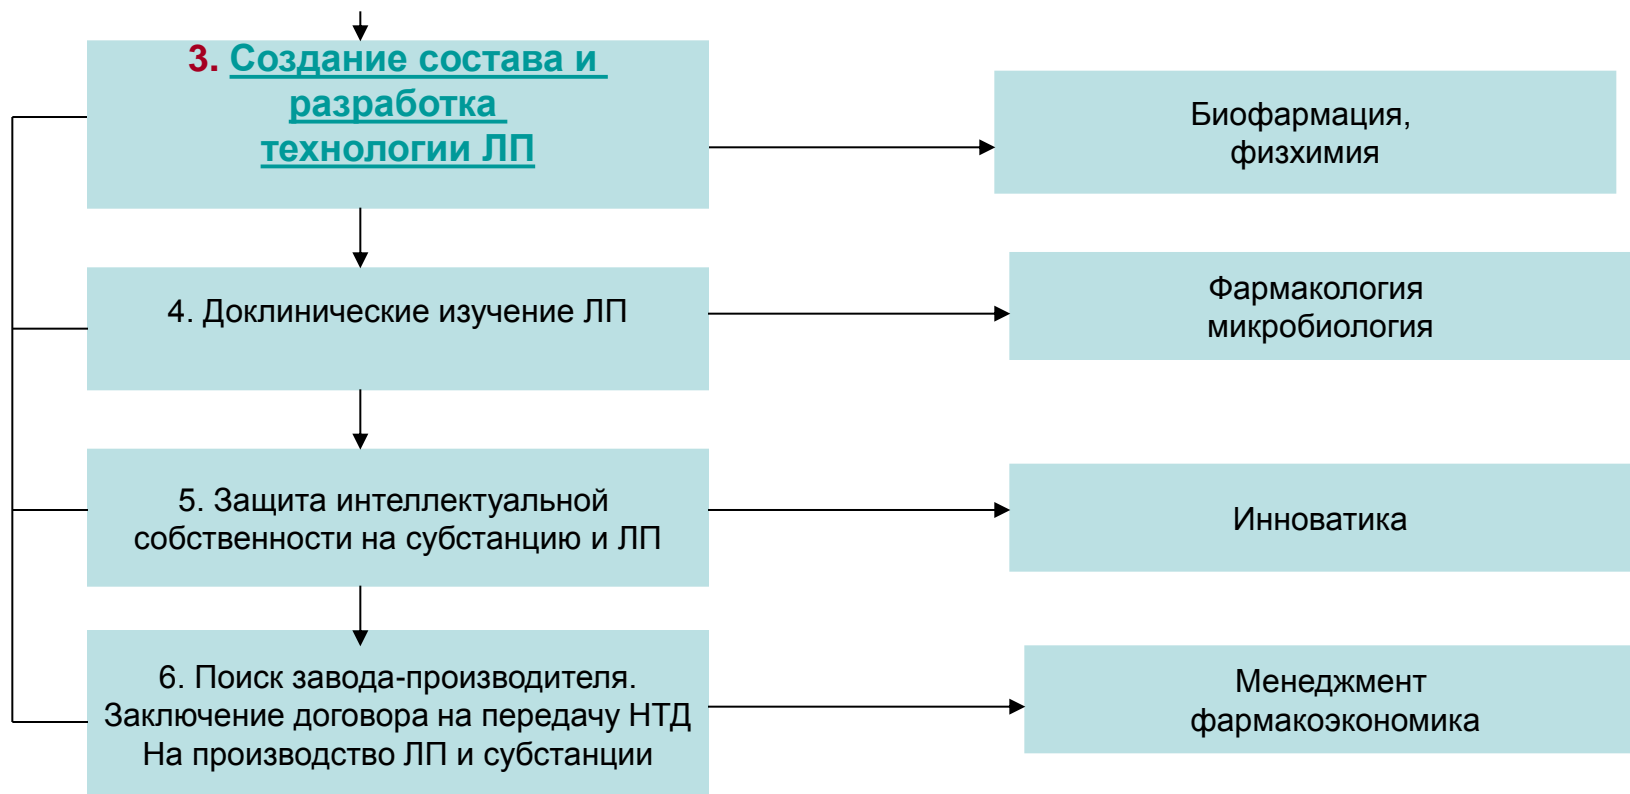 3. Создание состава и
разработка
технологии ЛП
Биофармация,
физхимия
4. Доклинические изучение ЛП
Фармакология
микробиология
5. Защита интеллектуальной
собственности на субстанцию и ЛП
Инноватика
6. Поиск завода-производителя.
Заключение договора на передачу НТД
На производство ЛП и субстанции
Менеджмент
фармакоэкономика